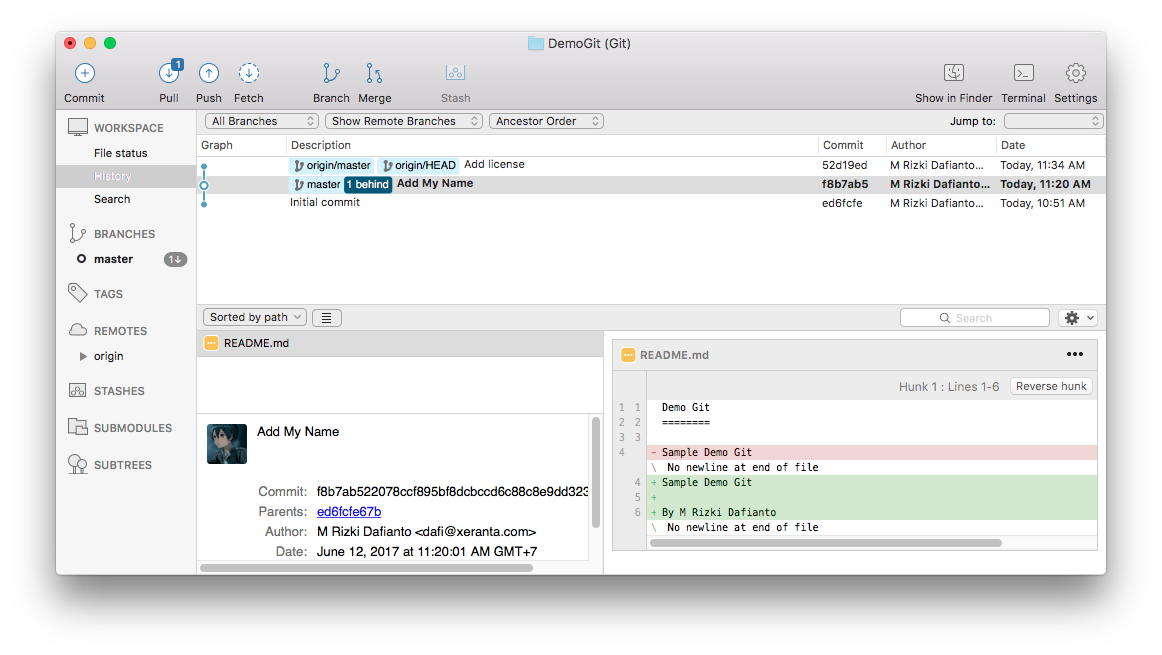 DemoGit (Git)
1
Commit Pull Push Fetch Branch Merge Stash Show in Finder Terminal Settings
All Branches Show Remote Branches Ancestor Order Jump to:
WORKSPACE
File status
History
Search
BRANCHES
master 1↓
TAGS
REMOTES
origin
STASHES
SUBMODULES
SUBTREES
Graph Description Commit Author Date
origin/master origin/HEAD Add license 52d19ed M Rizki Dafianto... Today, 11:34 AM
master 1 behind Add My Name f8b7ab5 M Rizki Dafianto... Today, 11:20 AM
Initial commit ed6fcfe M Rizki Dafianto... Today, 10:51 AM
Sorted by path Search
README.md
Add My Name
Commit: f8b7ab522078ccf895bf8dcbccd6c88c8e9dd323
Parents: ed6fcfe67b
Author: M Rizki Dafianto <dafi@xeranta.com>
Date: June 12, 2017 at 11:20:01 AM GMT+7
README.md •••
Hunk 1 : Lines 1-6 Reverse hunk
1 1 Demo Git
2 2 ========
3 3
4 - Sample Demo Git
\ No newline at end of file
4 + Sample Demo Git
5 +
6 + By M Rizki Dafianto
\ No newline at end of file